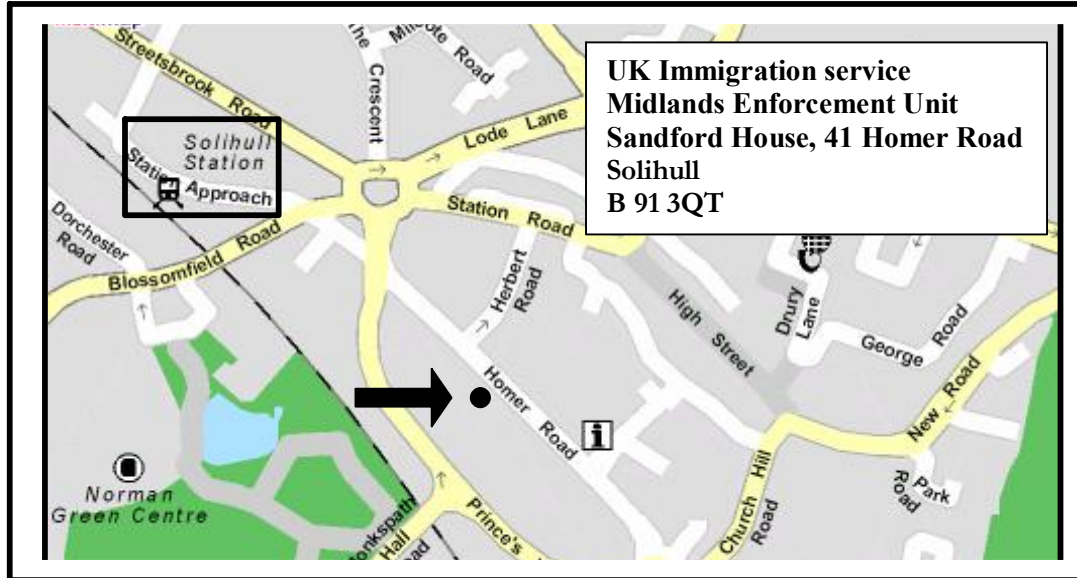 UK Immigration service
Midlands Enforcement Unit
Sandford House, 41 Homer Road
Solihull
B 91 3QT
Streetsbrook Road
The Crescent
Road
Lode Lane
Solihull
Station
Station Approach
Station Road
Dorchester
Road
Blossomfield Road
Herbert
Road
High Street
Drury
Lane
George Road
New Road
Homer Road
i
Church Hill
Road
Park
Road
Norman
Green Centre
Hall
Prince's